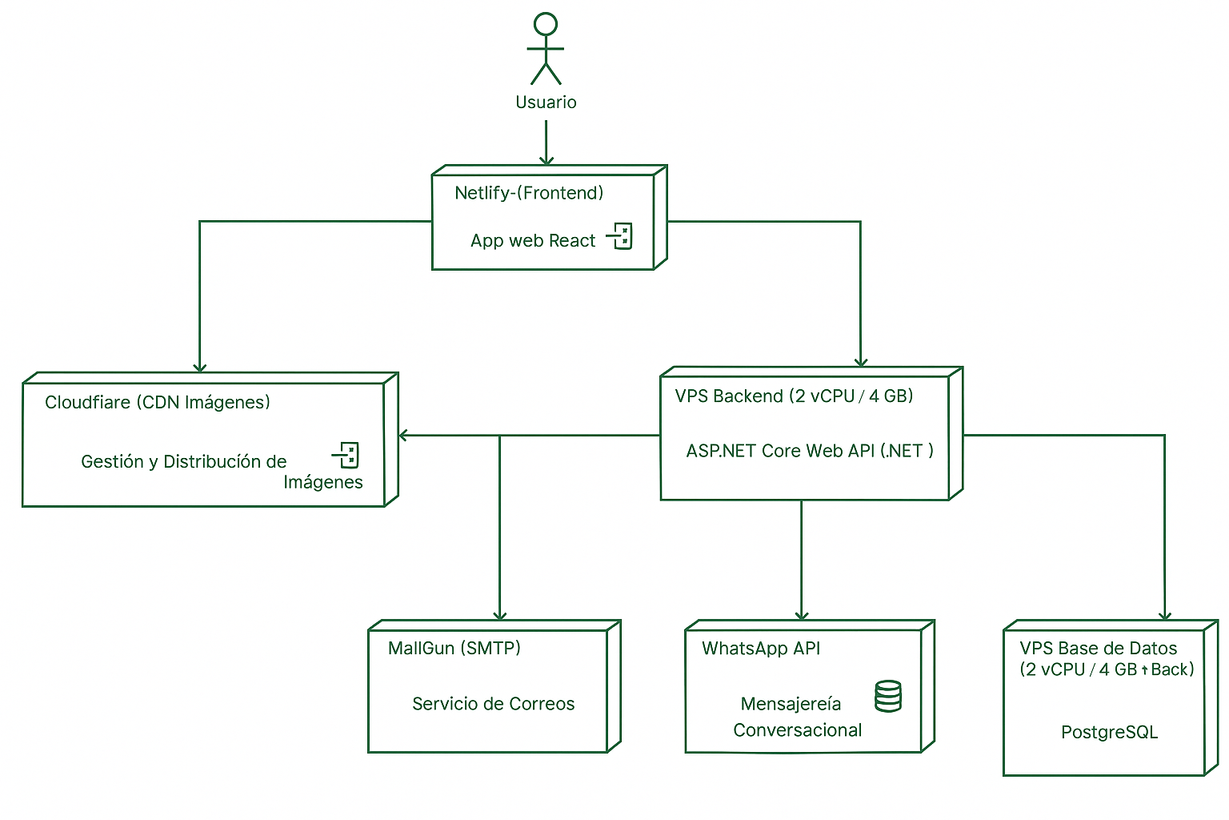 Usuario
Netlify-(Frontend)
App web React
Cloudfiare (CDN Imágenes)
Gestión y Distribucíón de
Imágenes
VPS Backend (2 vCPU / 4 GB)
ASP.NET Core Web API (.NET )
MallGun (SMTP)
Servicio de Correos
WhatsApp API
Mensajereía
Conversacional
VPS Base de Datos
(2 vCPU / 4 GB ↑ Back)
PostgreSQL